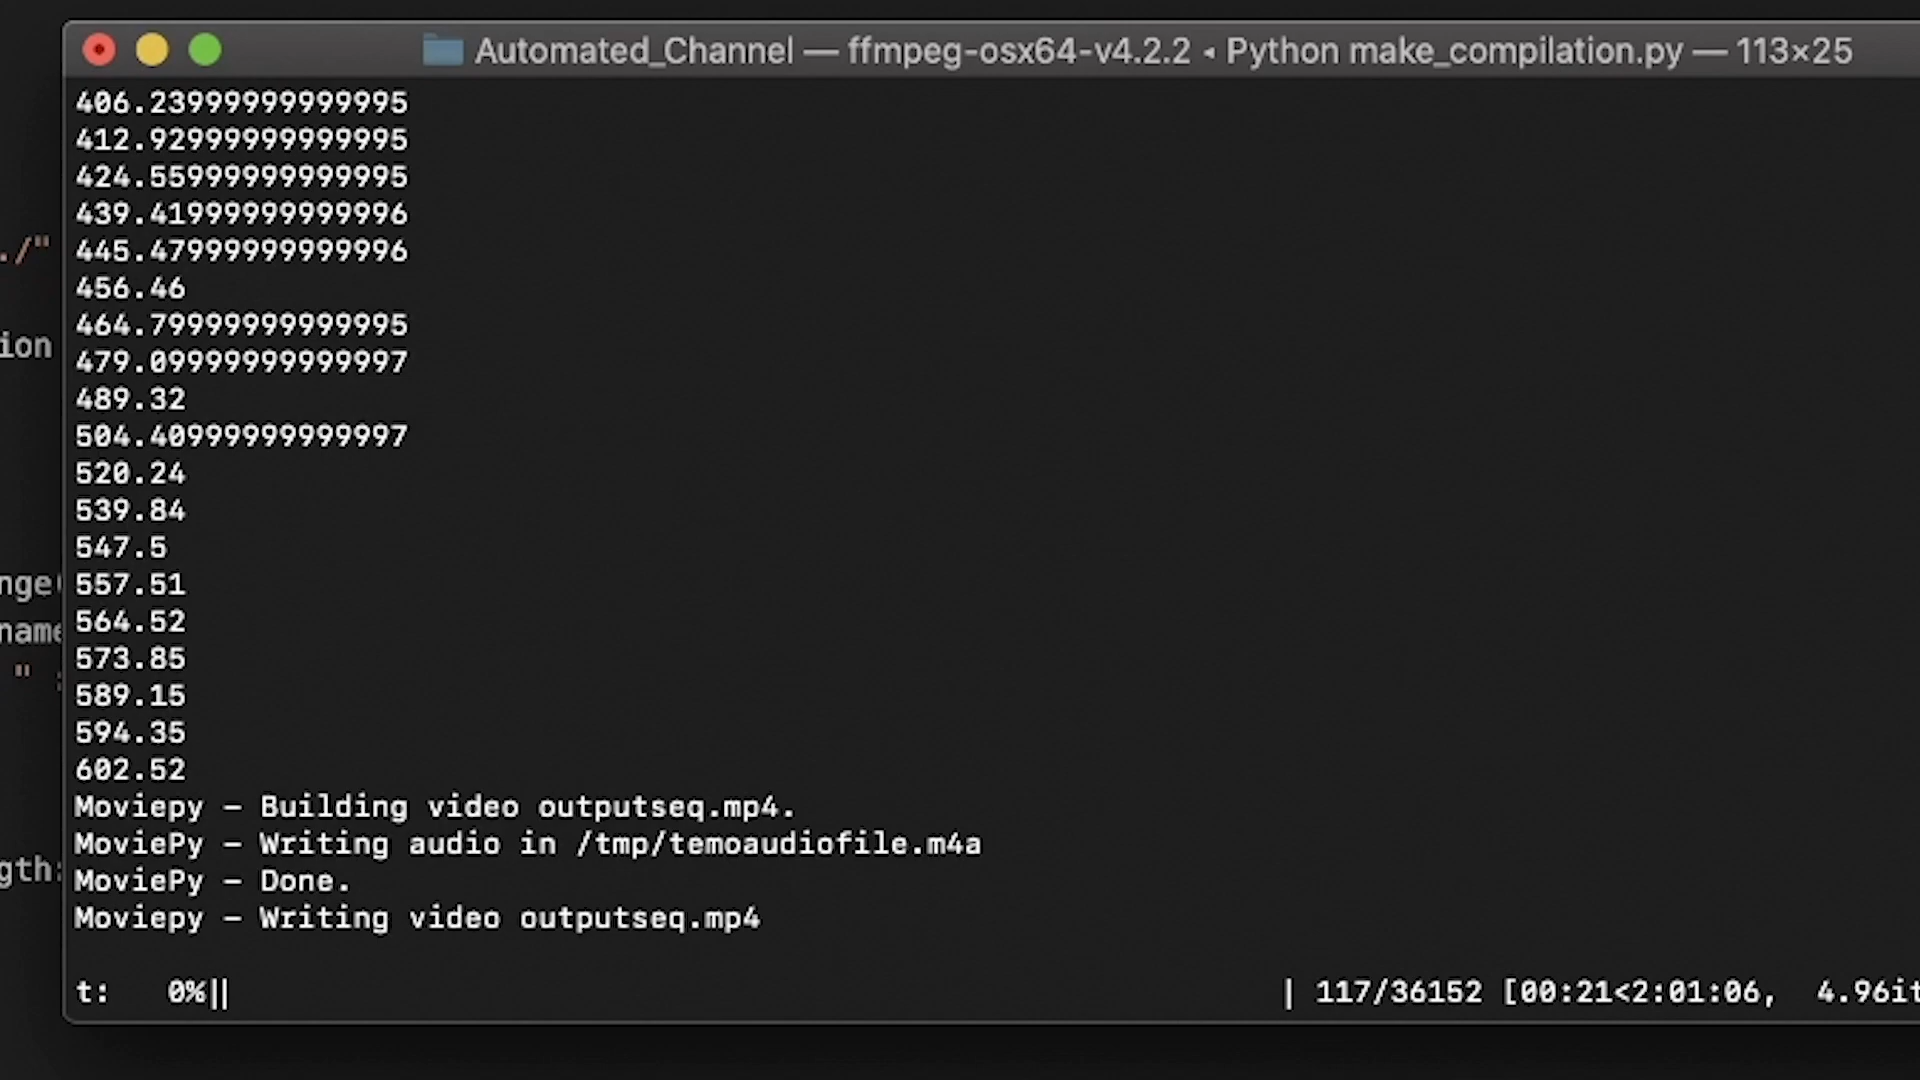 Automated_Channel — ffmpeg-osx64-v4.2.2 ◂ Python make_compilation.py — 113×25
406.23999999999995
412.92999999999995
424.55999999999995
439.41999999999996
./"
445.47999999999996
456.46
464.79999999999995
ion
479.09999999999997
489.32
504.40999999999997
520.24
539.84
547.5
nge(
557.51
564.52
name
573.85
"
589.15
594.35
602.52
Moviepy - Building video outputseq.mp4.
MoviePy - Writing audio in /tmp/temoaudiofile.m4a
gth:
MoviePy - Done.
Moviepy - Writing video outputseq.mp4
t:   0%|| | 117/36152 [00:21<2:01:06,  4.96it